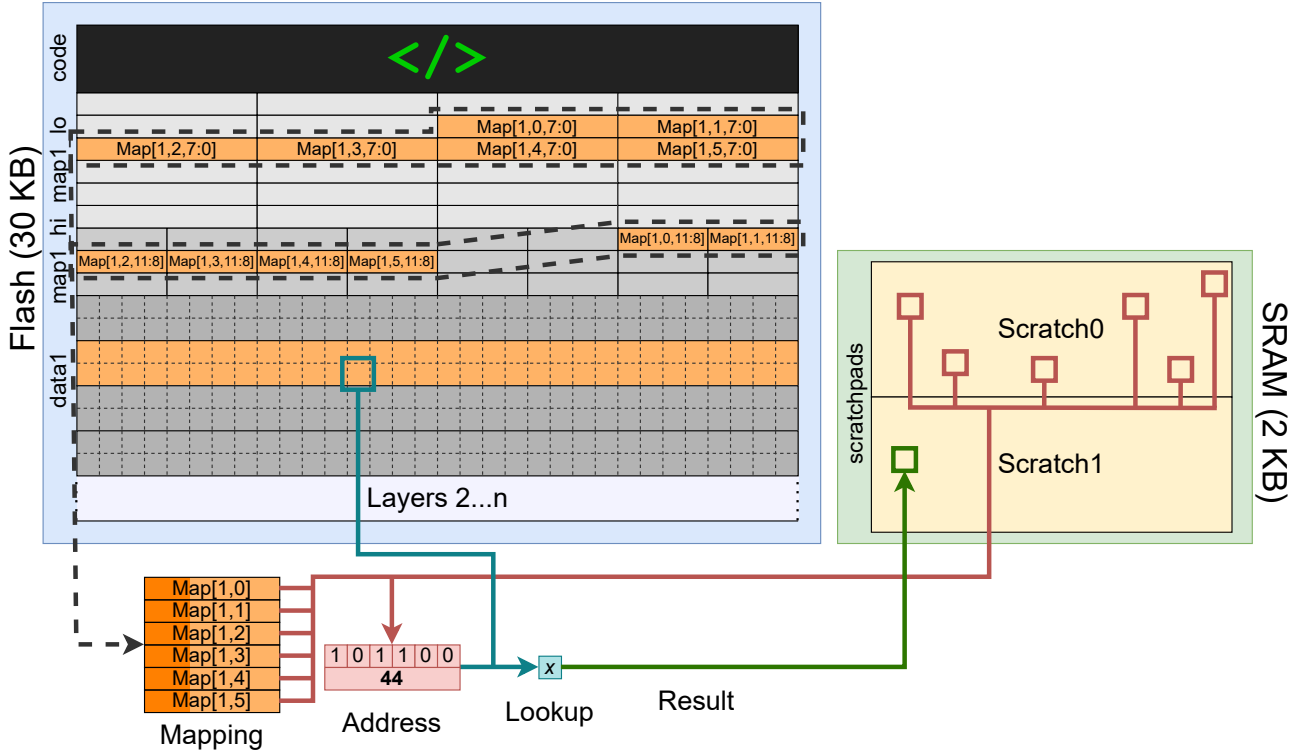 code
</>
Flash (30 KB)
map1_lo
Map[1,0,7:0] Map[1,1,7:0]
Map[1,2,7:0] Map[1,3,7:0] Map[1,4,7:0] Map[1,5,7:0]
map1_hi
Map[1,0,11:8] Map[1,1,11:8]
Map[1,2,11:8] Map[1,3,11:8] Map[1,4,11:8] Map[1,5,11:8]
data1
Layers 2...n
scratchpads
Scratch0
Scratch1
SRAM (2 KB)
Map[1,0]
Map[1,1]
Map[1,2]
Map[1,3]
Map[1,4]
Map[1,5]
Mapping
1 0 1 1 0 0
44
Address
x
Lookup
Result